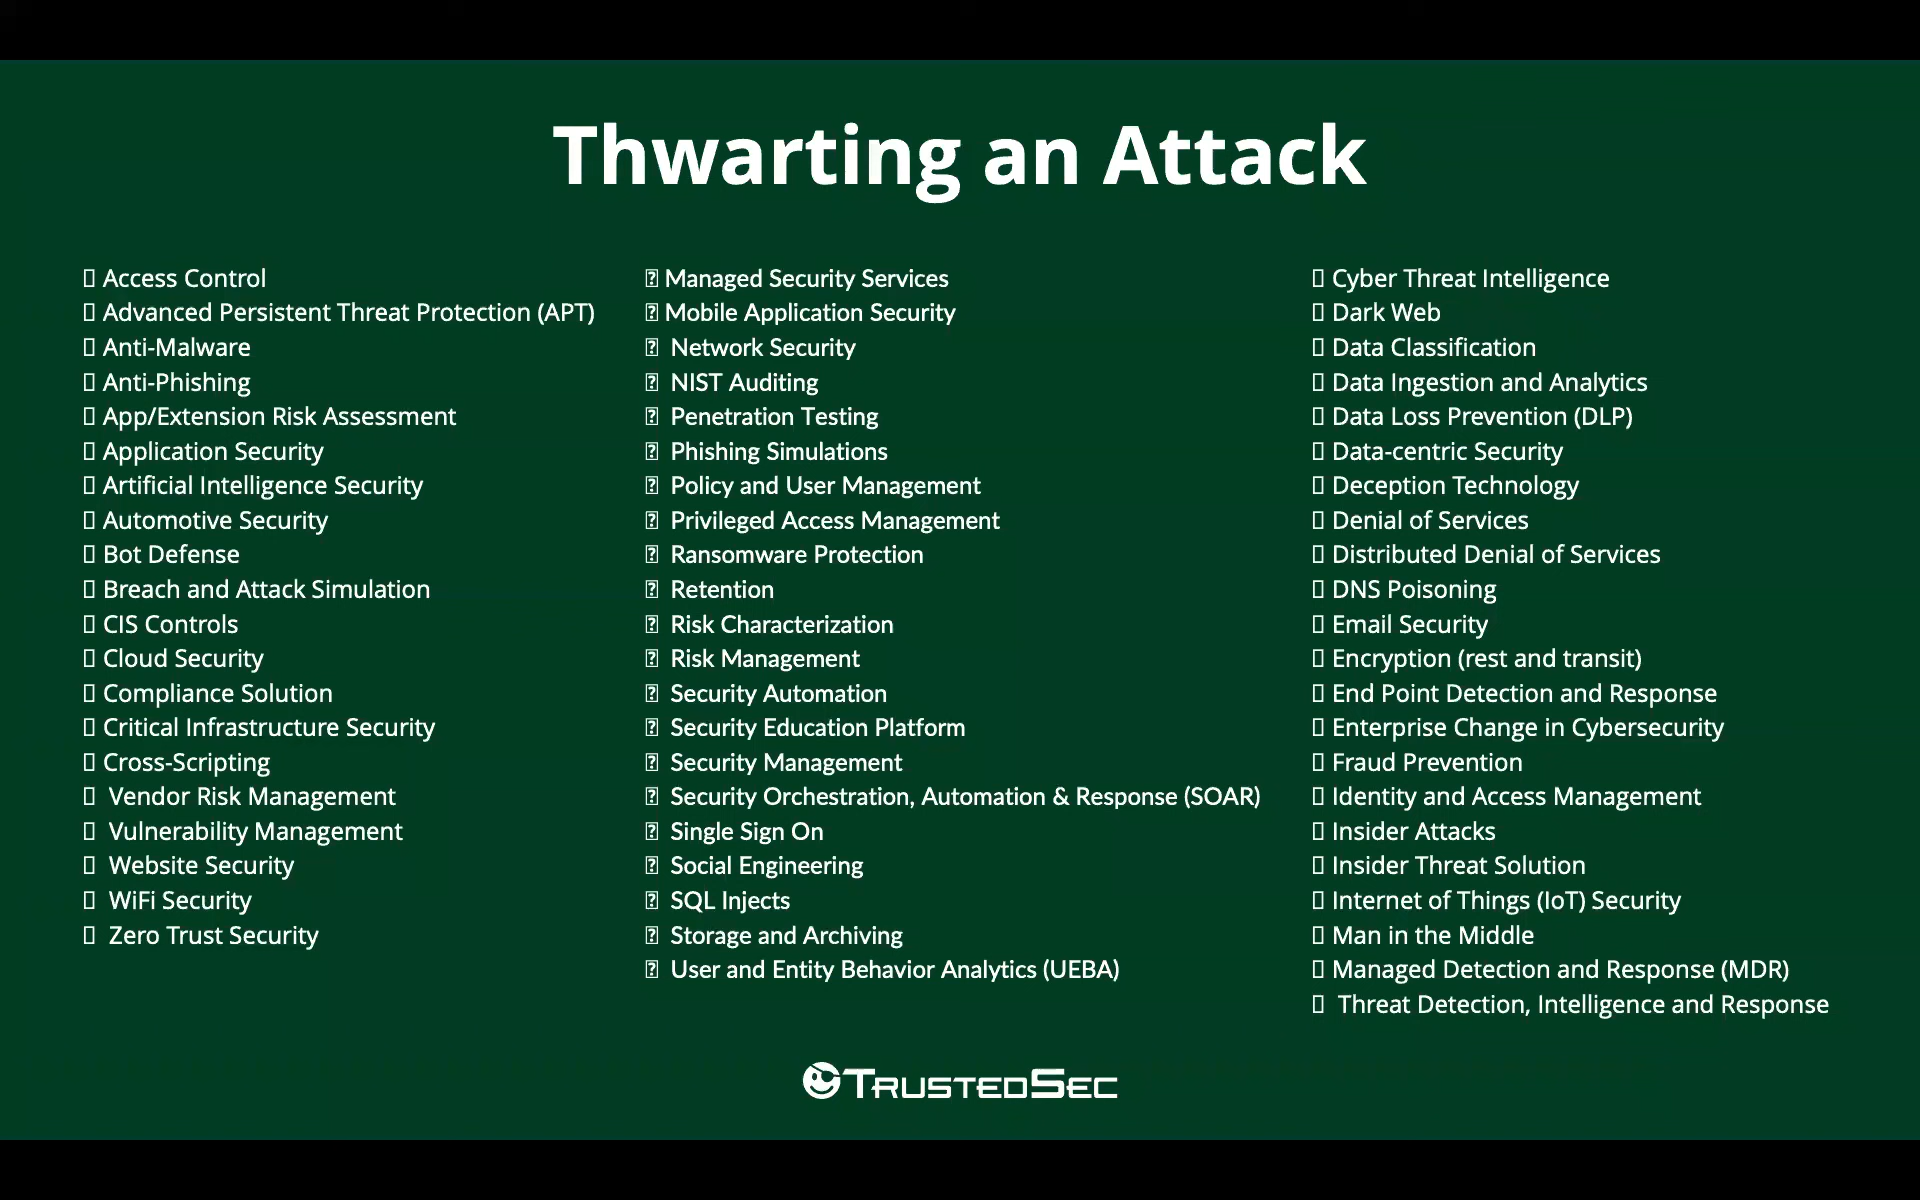 Thwarting an Attack
Access Control
Advanced Persistent Threat Protection (APT)
Anti-Malware
Anti-Phishing
App/Extension Risk Assessment
Application Security
Artificial Intelligence Security
Automotive Security
Bot Defense
Breach and Attack Simulation
CIS Controls
Cloud Security
Compliance Solution
Critical Infrastructure Security
Cross-Scripting
Vendor Risk Management
Vulnerability Management
Website Security
WiFi Security
Zero Trust Security
Managed Security Services
Mobile Application Security
Network Security
NIST Auditing
Penetration Testing
Phishing Simulations
Policy and User Management
Privileged Access Management
Ransomware Protection
Retention
Risk Characterization
Risk Management
Security Automation
Security Education Platform
Security Management
Security Orchestration, Automation & Response (SOAR)
Single Sign On
Social Engineering
SQL Injects
Storage and Archiving
User and Entity Behavior Analytics (UEBA)
Cyber Threat Intelligence
Dark Web
Data Classification
Data Ingestion and Analytics
Data Loss Prevention (DLP)
Data-centric Security
Deception Technology
Denial of Services
Distributed Denial of Services
DNS Poisoning
Email Security
Encryption (rest and transit)
End Point Detection and Response
Enterprise Change in Cybersecurity
Fraud Prevention
Identity and Access Management
Insider Attacks
Insider Threat Solution
Internet of Things (IoT) Security
Man in the Middle
Managed Detection and Response (MDR)
Threat Detection, Intelligence and Response
TRUSTEDSEC